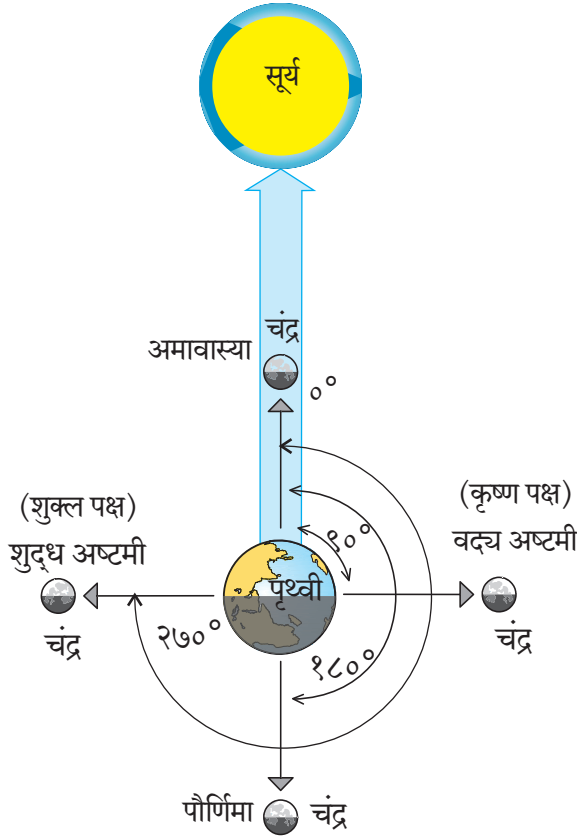 सूर्य
चंद्र
अमावास्या
०°
(शुक्ल पक्ष)
शुद्ध अष्टमी
(कृष्ण पक्ष)
वद्य अष्टमी
९०°
पृथ्वी
चंद्र
२७०°
१८०°
चंद्र
पौर्णिमा
चंद्र